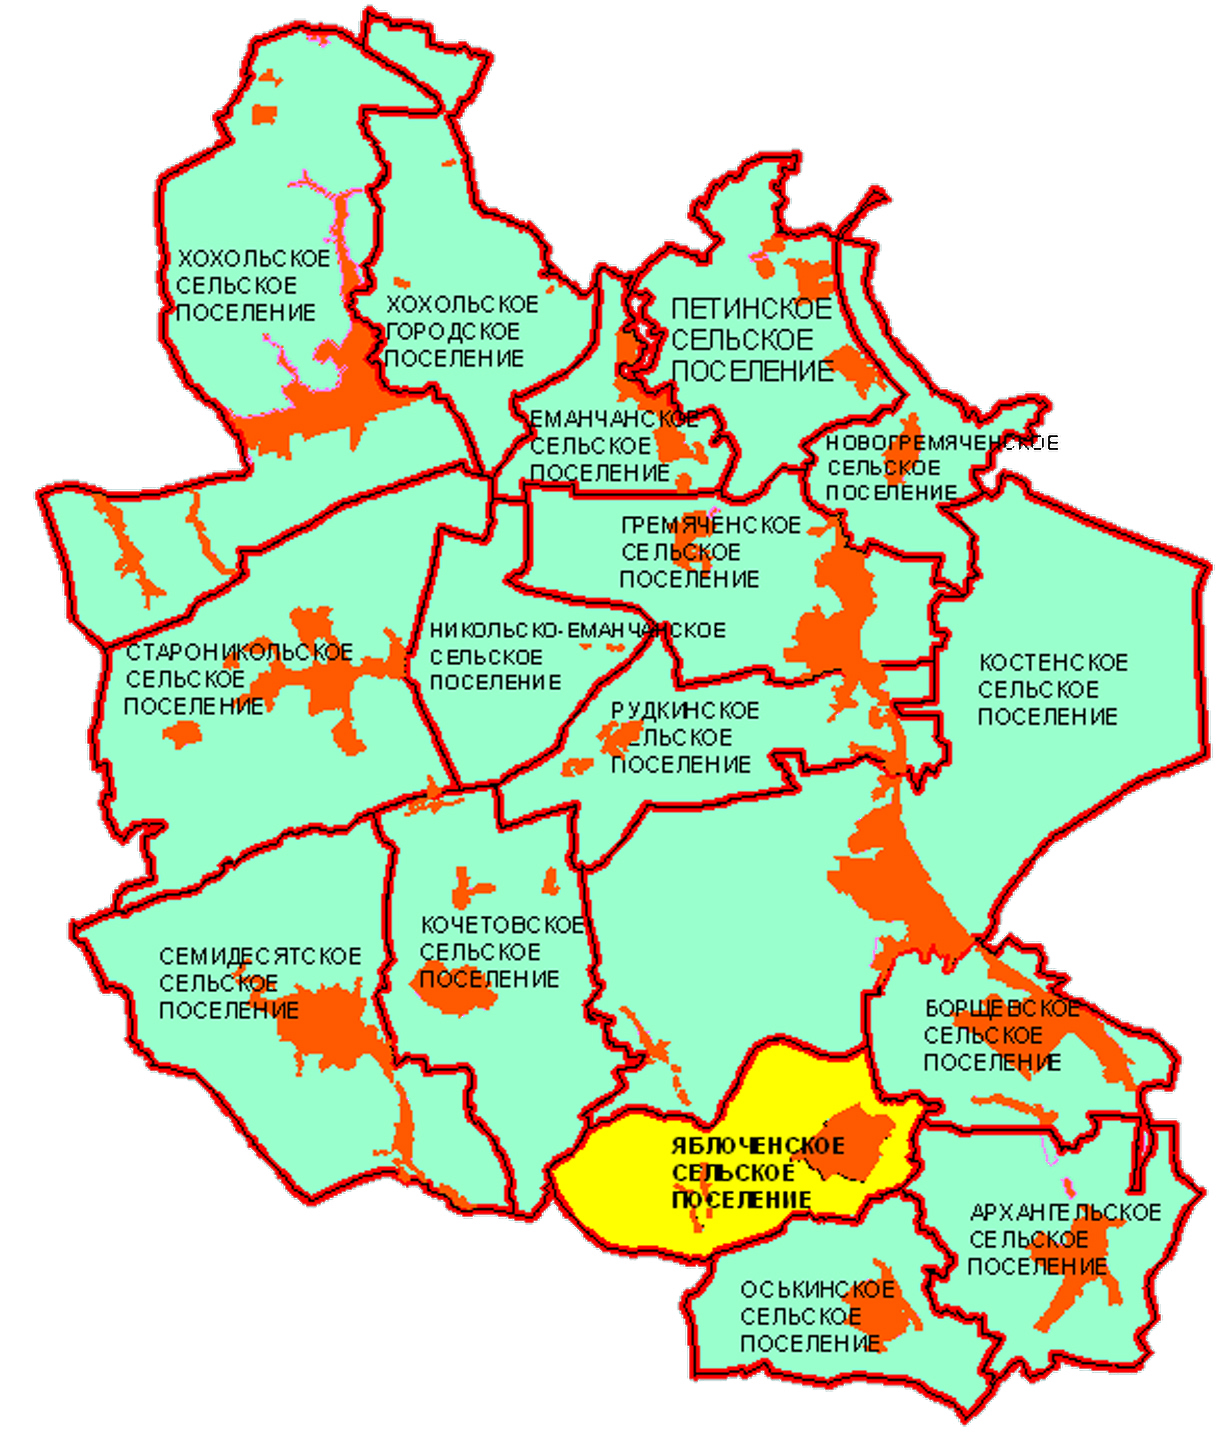 ХОХОЛЬСКОЕ
СЕЛЬСКОЕ
ПОСЕЛЕНИЕ
ХОХОЛЬСКОЕ
ГОРОДСКОЕ
ПОСЕЛЕНИЕ
ПЕТИНСКОЕ
СЕЛЬСКОЕ
ПОСЕЛЕНИЕ
ЕМАНЧАНСКОЕ
СЕЛЬСКОЕ
ПОСЕЛЕНИЕ
НОВОГРЕМЯЧЕНСКОЕ
СЕЛЬСКОЕ
ПОСЕЛЕНИЕ
ГРЕМЯЧЕНСКОЕ
СЕЛЬСКОЕ
ПОСЕЛЕНИЕ
СТАРОНИКОЛЬСКОЕ
СЕЛЬСКОЕ
ПОСЕЛЕНИЕ
НИКОЛЬСКО-ЕМАНЧАНСКОЕ
СЕЛЬСКОЕ
ПОСЕЛЕНИЕ
КОСТЕНСКОЕ
СЕЛЬСКОЕ
ПОСЕЛЕНИЕ
РУДКИНСКОЕ
СЕЛЬСКОЕ
ПОСЕЛЕНИЕ
КОЧЕТОВСКОЕ
СЕЛЬСКОЕ
ПОСЕЛЕНИЕ
СЕМИДЕСЯТСКОЕ
СЕЛЬСКОЕ
ПОСЕЛЕНИЕ
БОРЩЕВСКОЕ
СЕЛЬСКОЕ
ПОСЕЛЕНИЕ
ЯБЛОЧЕНСКОЕ
СЕЛЬСКОЕ
ПОСЕЛЕНИЕ
АРХАНГЕЛЬСКОЕ
СЕЛЬСКОЕ
ПОСЕЛЕНИЕ
ОСЬКИНСКОЕ
СЕЛЬСКОЕ
ПОСЕЛЕНИЕ